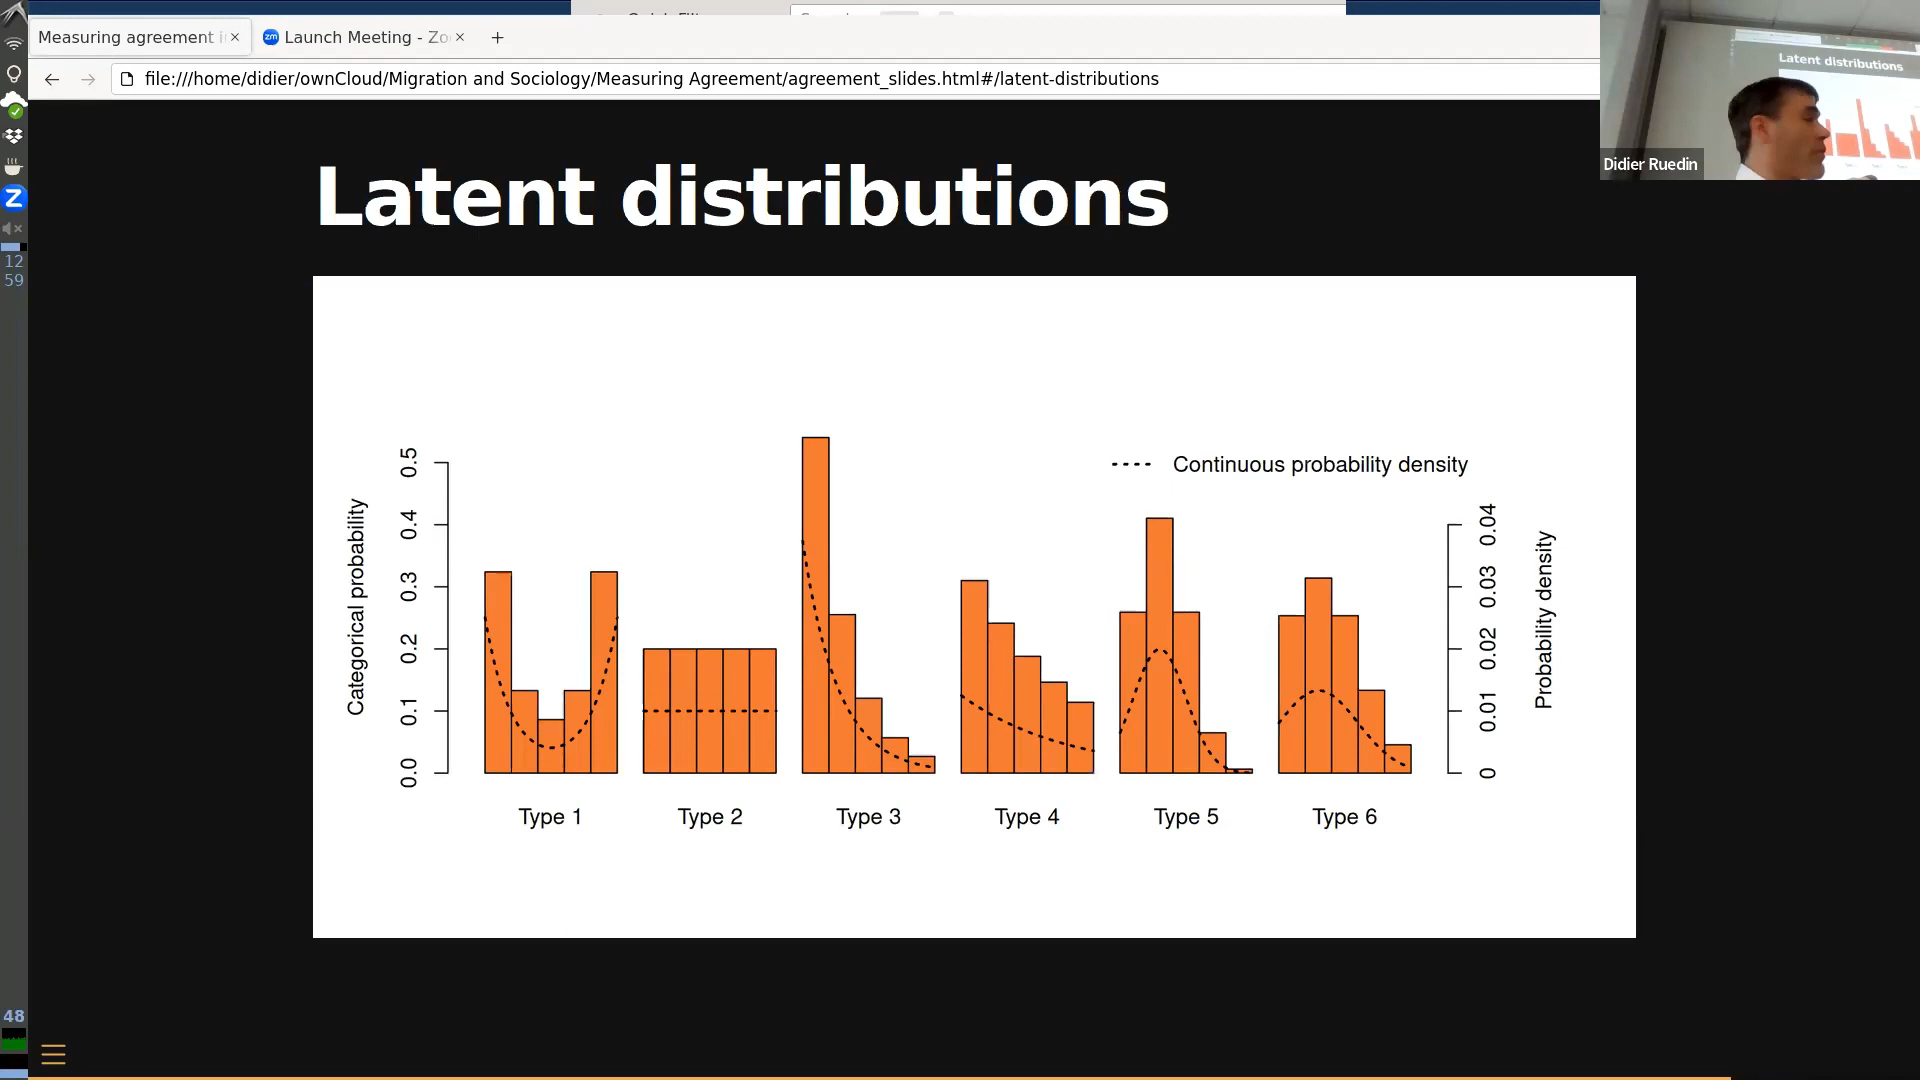 Measuring agreement i
Launch Meeting - Zo
file:///home/didier/ownCloud/Migration and Sociology/Measuring Agreement/agreement_slides.html#/latent-distributions
Latent distributions
Didier Ruedin
12
59
Latent distributions
Categorical probability
0.0
0.1
0.2
0.3
0.4
0.5
Continuous probability density
Type 1
Type 2
Type 3
Type 4
Type 5
Type 6
0
0.01
0.02
0.03
0.04
Probability density
48